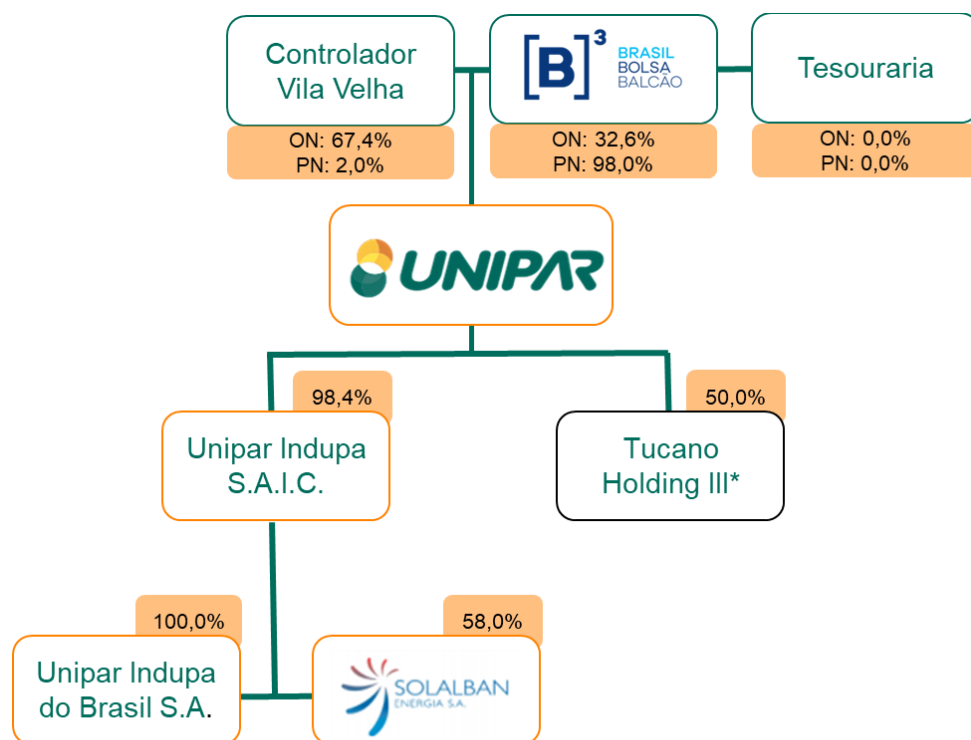 Controlador
Vila Velha
[B]³
BRASIL
BOLSA
BALCÃO
Tesouraria
ON: 67,4%
PN: 2,0%
ON: 32,6%
PN: 98,0%
ON: 0,0%
PN: 0,0%
UNIPAR
98,4%
Unipar Indupa
S.A.I.C.
50,0%
Tucano
Holding III*
100,0%
Unipar Indupa
do Brasil S.A.
58,0%
SOLALBAN
ENERGIA S.A.